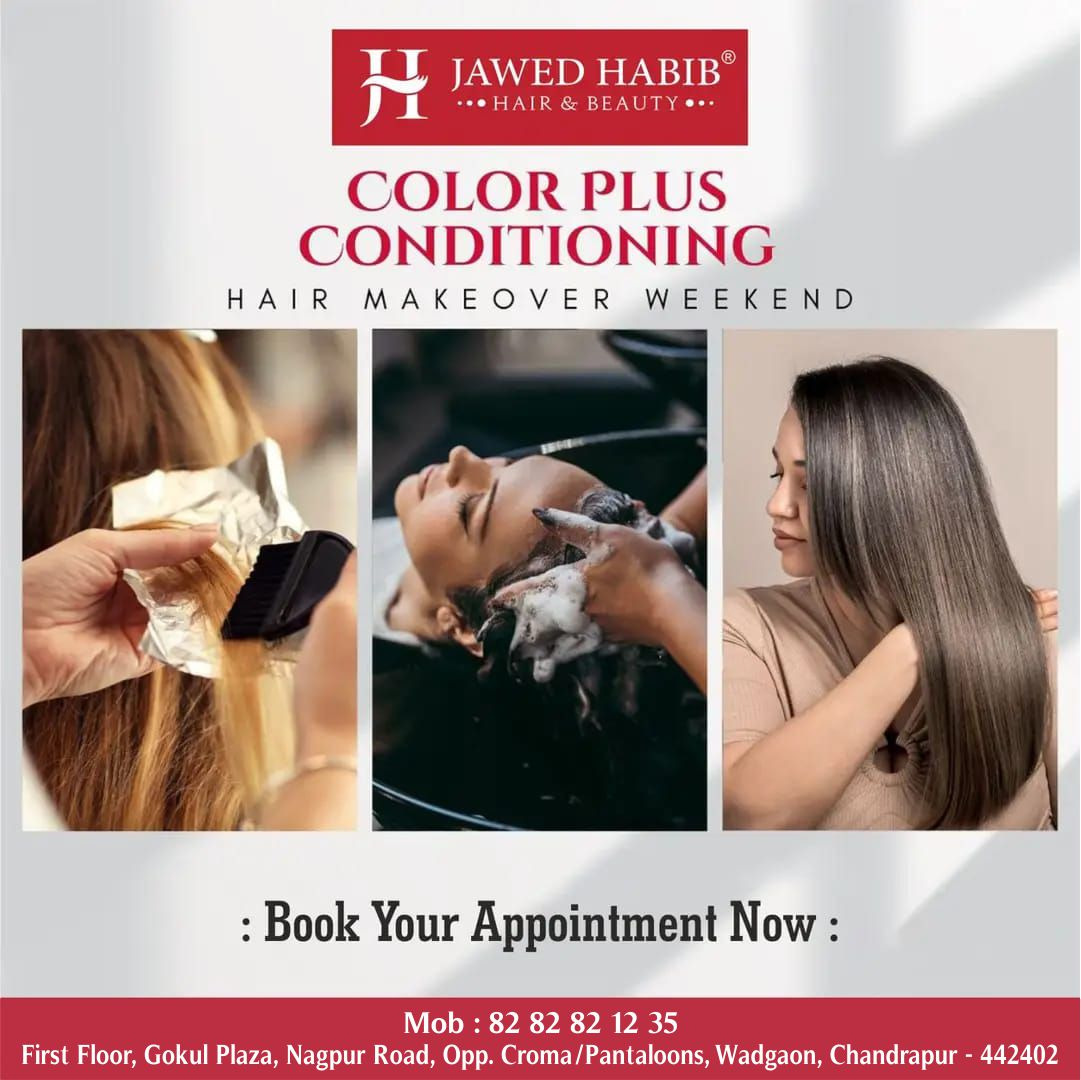 JAWED HABIB®
HAIR & BEAUTY
COLOR PLUS
CONDITIONING
HAIR MAKEOVER WEEKEND
: Book Your Appointment Now :
Mob : 82 82 82 12 35
First Floor, Gokul Plaza, Nagpur Road, Opp. Croma/Pantaloons, Wadgaon, Chandrapur - 442402